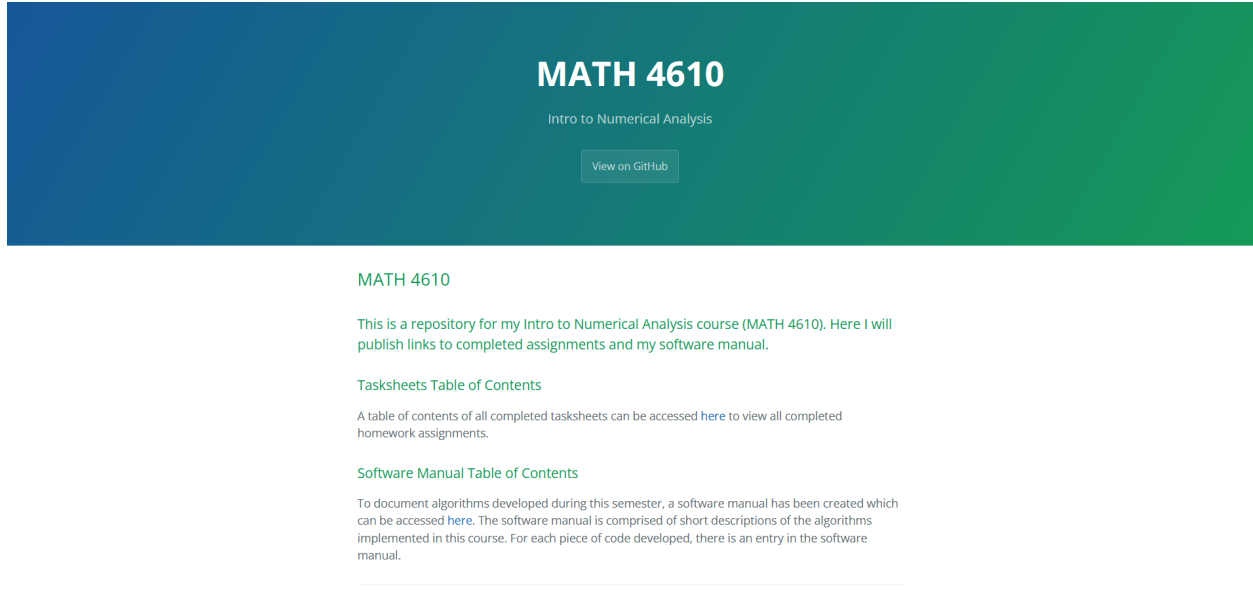 MATH 4610
Intro to Numerical Analysis
View on GitHub
MATH 4610
This is a repository for my Intro to Numerical Analysis course (MATH 4610). Here I will
publish links to completed assignments and my software manual.
Tasksheets Table of Contents
A table of contents of all completed tasksheets can be accessed here to view all completed
homework assignments.
Software Manual Table of Contents
To document algorithms developed during this semester, a software manual has been created which
can be accessed here. The software manual is comprised of short descriptions of the algorithms
implemented in this course. For each piece of code developed, there is an entry in the software
manual.